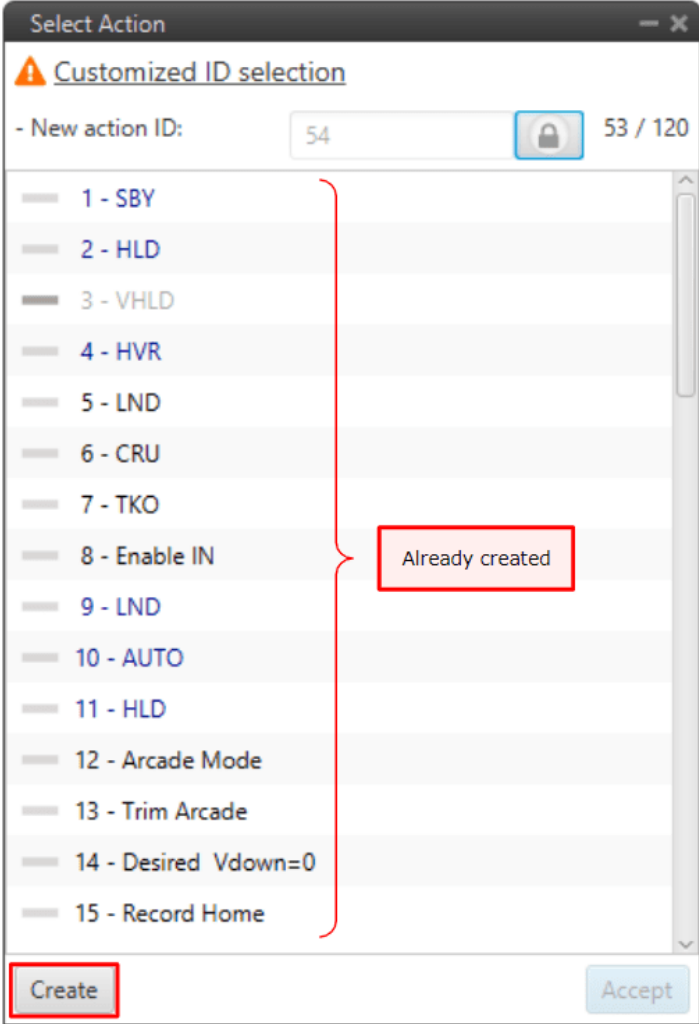 Select Action
Customized ID selection
- New action ID: 54 53 / 120
1 - SBY
2 - HLD
3 - VHLD
4 - HVR
5 - LND
6 - CRU
7 - TKO
8 - Enable IN
Already created
9 - LND
10 - AUTO
11 - HLD
12 - Arcade Mode
13 - Trim Arcade
14 - Desired  Vdown=0
15 - Record Home
Create Accept